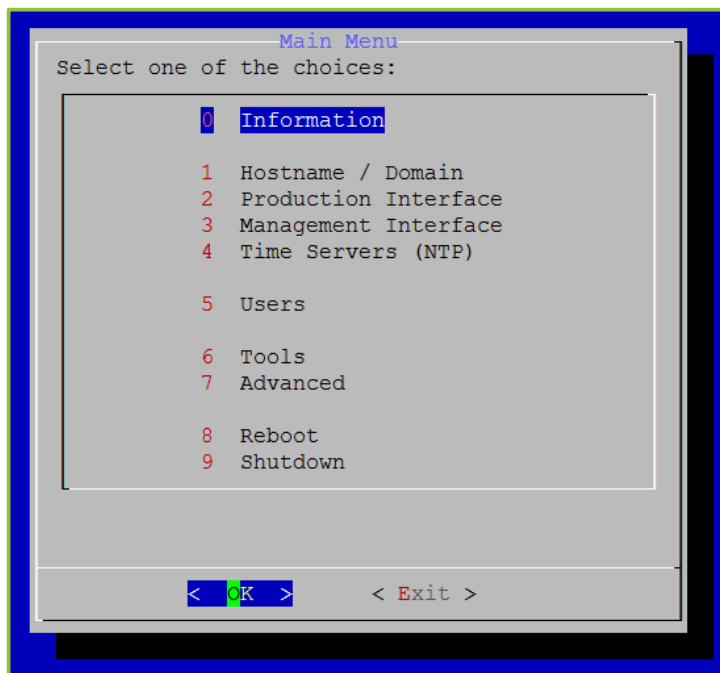 Main Menu
Select one of the choices:
0 Information
1 Hostname / Domain
2 Production Interface
3 Management Interface
4 Time Servers (NTP)
5 Users
6 Tools
7 Advanced
8 Reboot
9 Shutdown
< OK > < Exit >